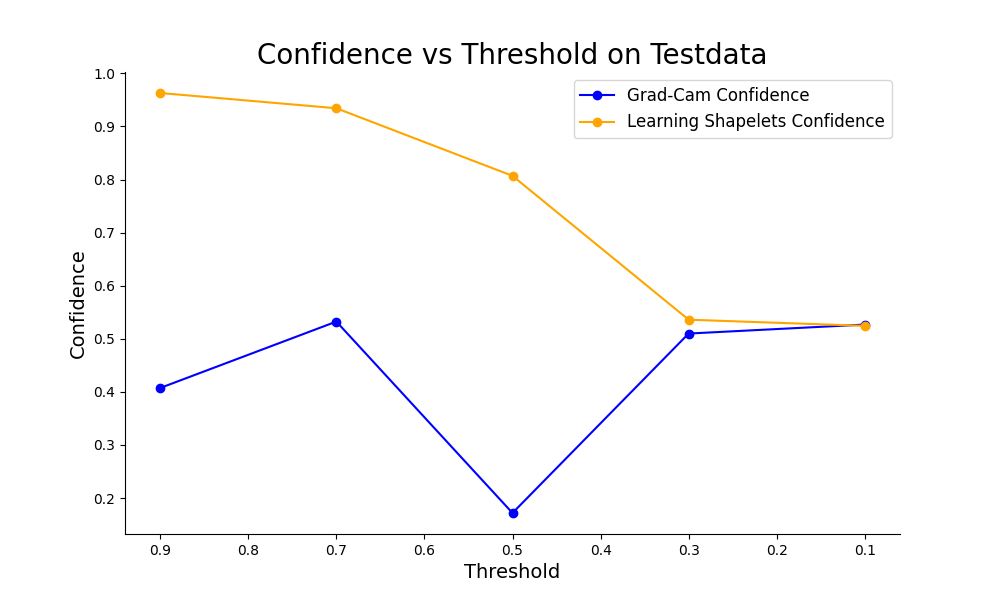 Confidence vs Threshold on Testdata
Grad-Cam Confidence
Learning Shapelets Confidence
Confidence
1.0
0.9
0.8
0.7
0.6
0.5
0.4
0.3
0.2
0.9 0.8 0.7 0.6 0.5 0.4 0.3 0.2 0.1
Threshold